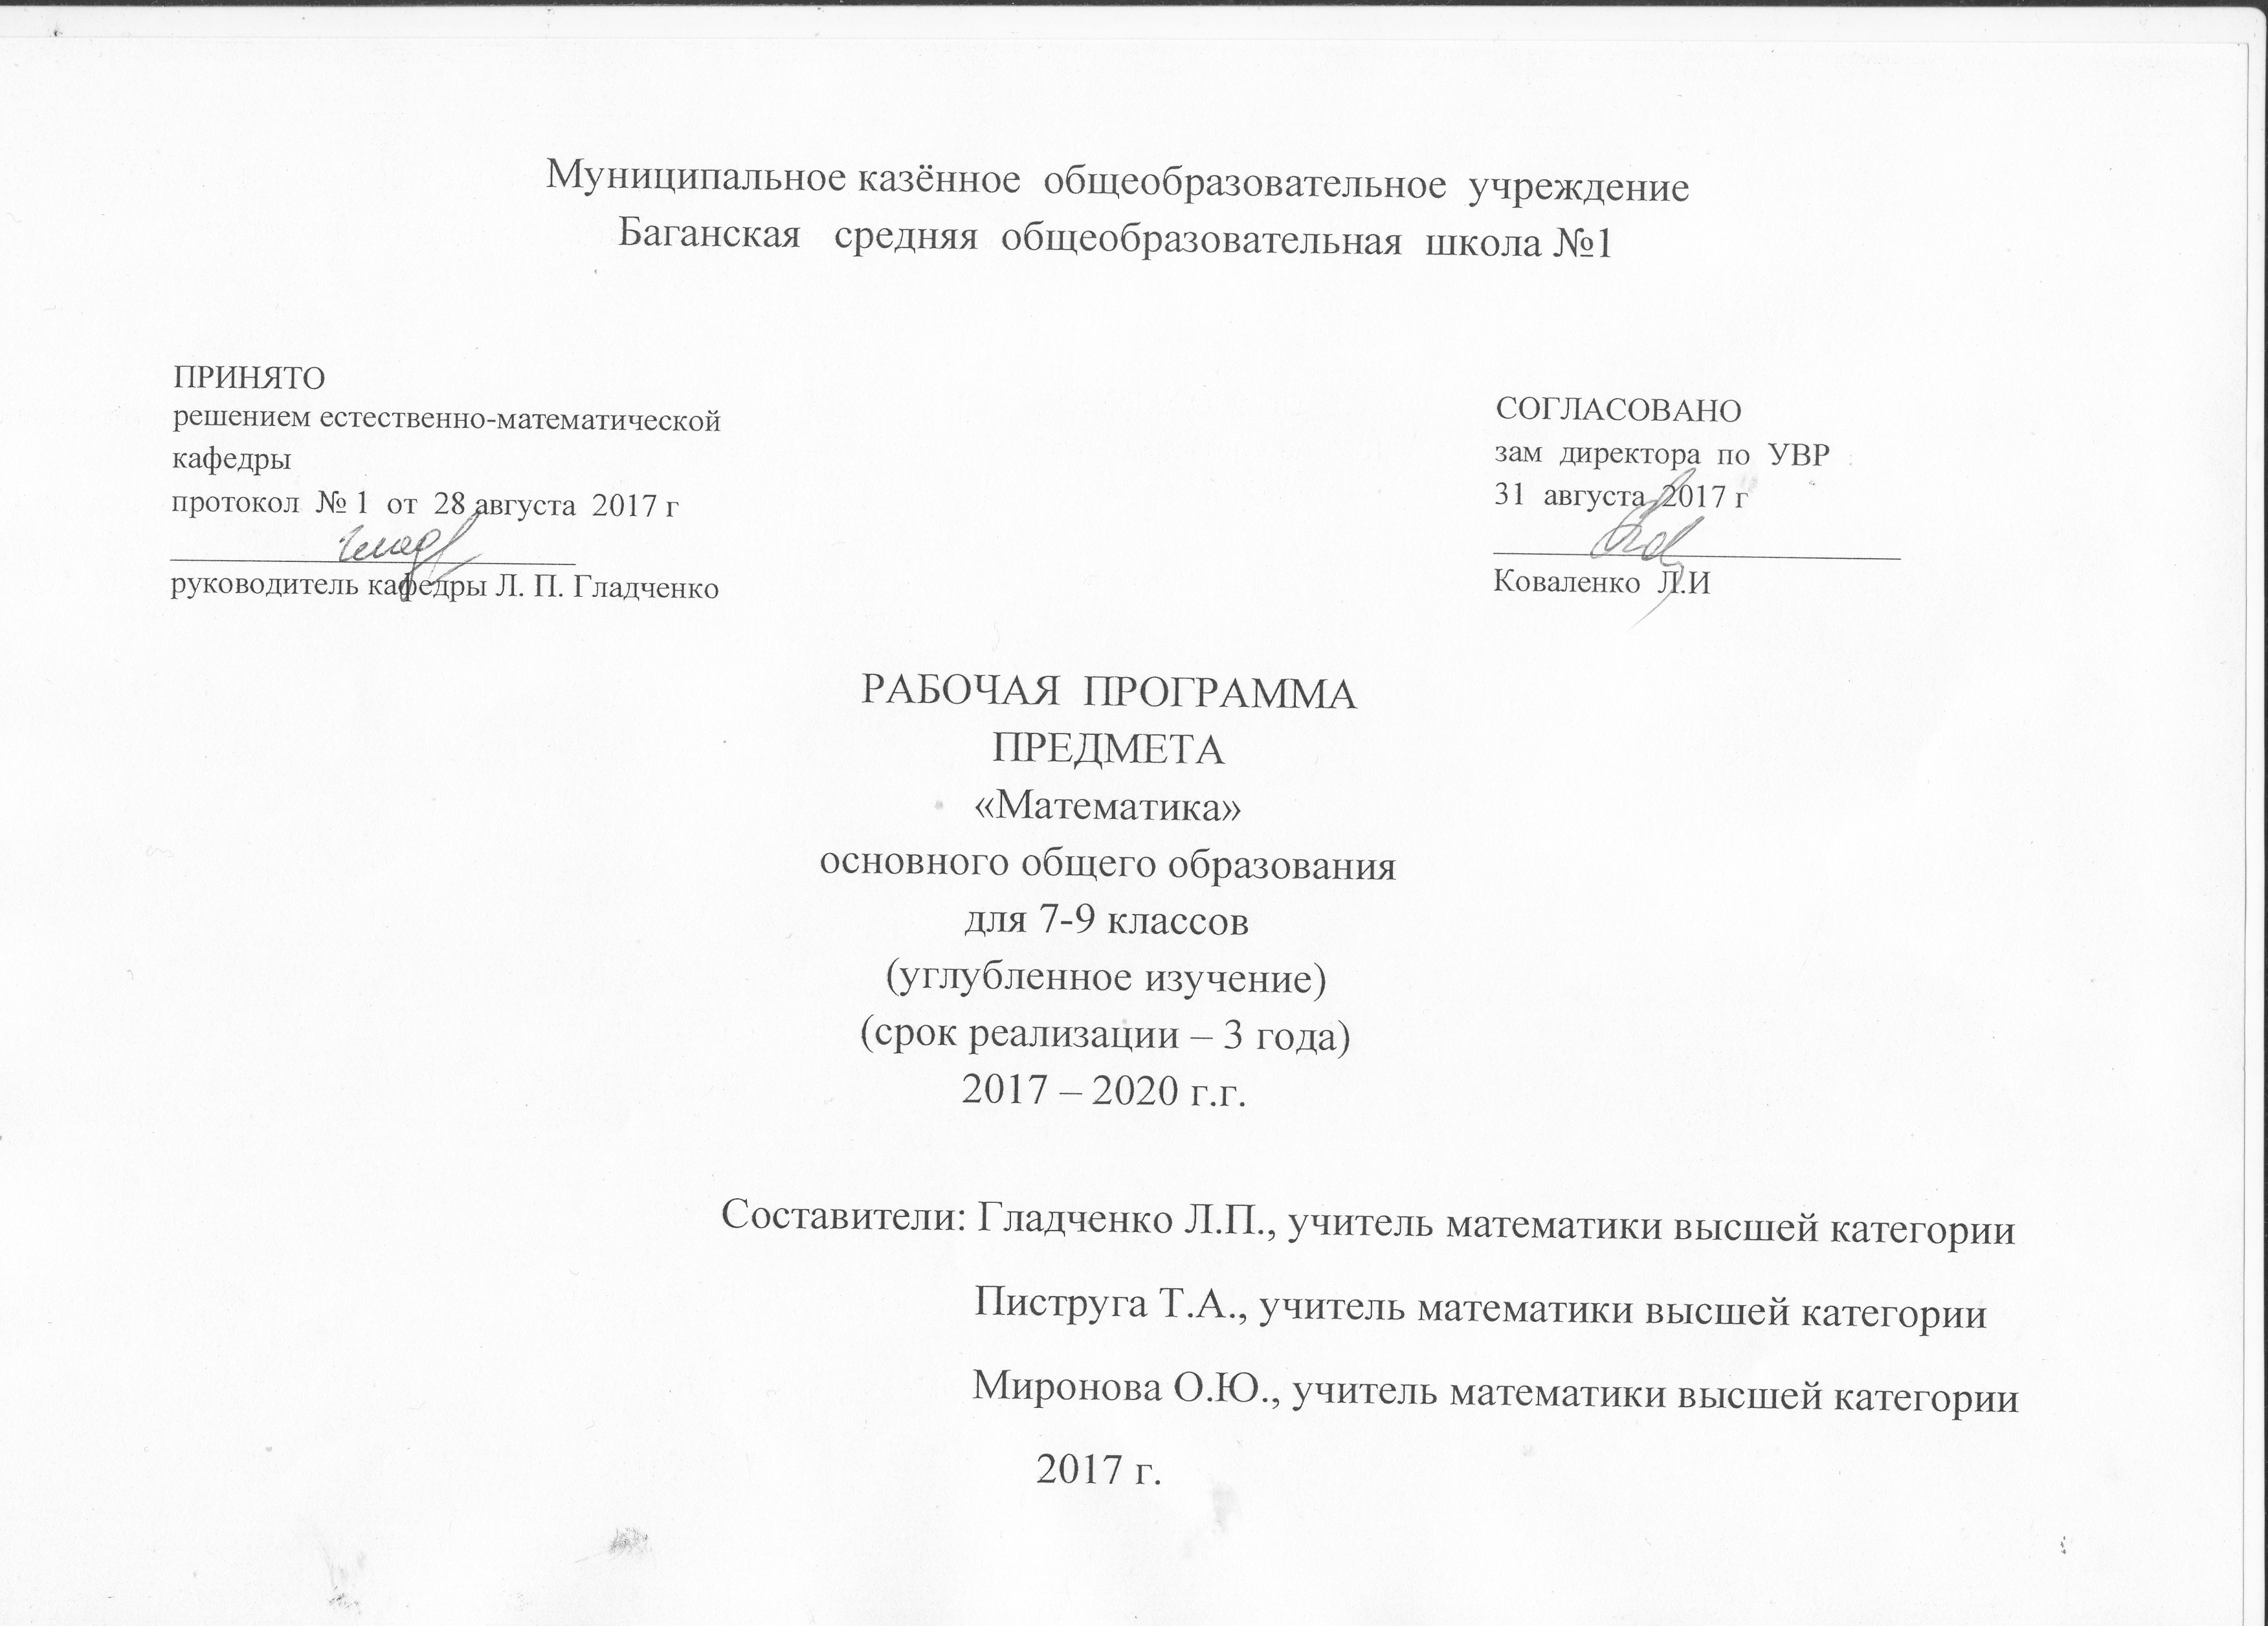 Муниципальное казённое общеобразовательное учреждение
Баганская средняя общеобразовательная школа №1
ПРИНЯТО
решением естественно-математической
кафедры
протокол № 1 от 28 августа 2017 г
руководитель кафедры Л. П. Гладченко
СОГЛАСОВАНО
зам директора по УВР
31 августа 2017 г
Коваленко Л.И
РАБОЧАЯ ПРОГРАММА
ПРЕДМЕТА
«Математика»
основного общего образования
для 7-9 классов
(углубленное изучение)
(срок реализации – 3 года)
2017 – 2020 г.г.
Составители: Гладченко Л.П., учитель математики высшей категории
Пиструга Т.А., учитель математики высшей категории
Миронова О.Ю., учитель математики высшей категории
2017 г.